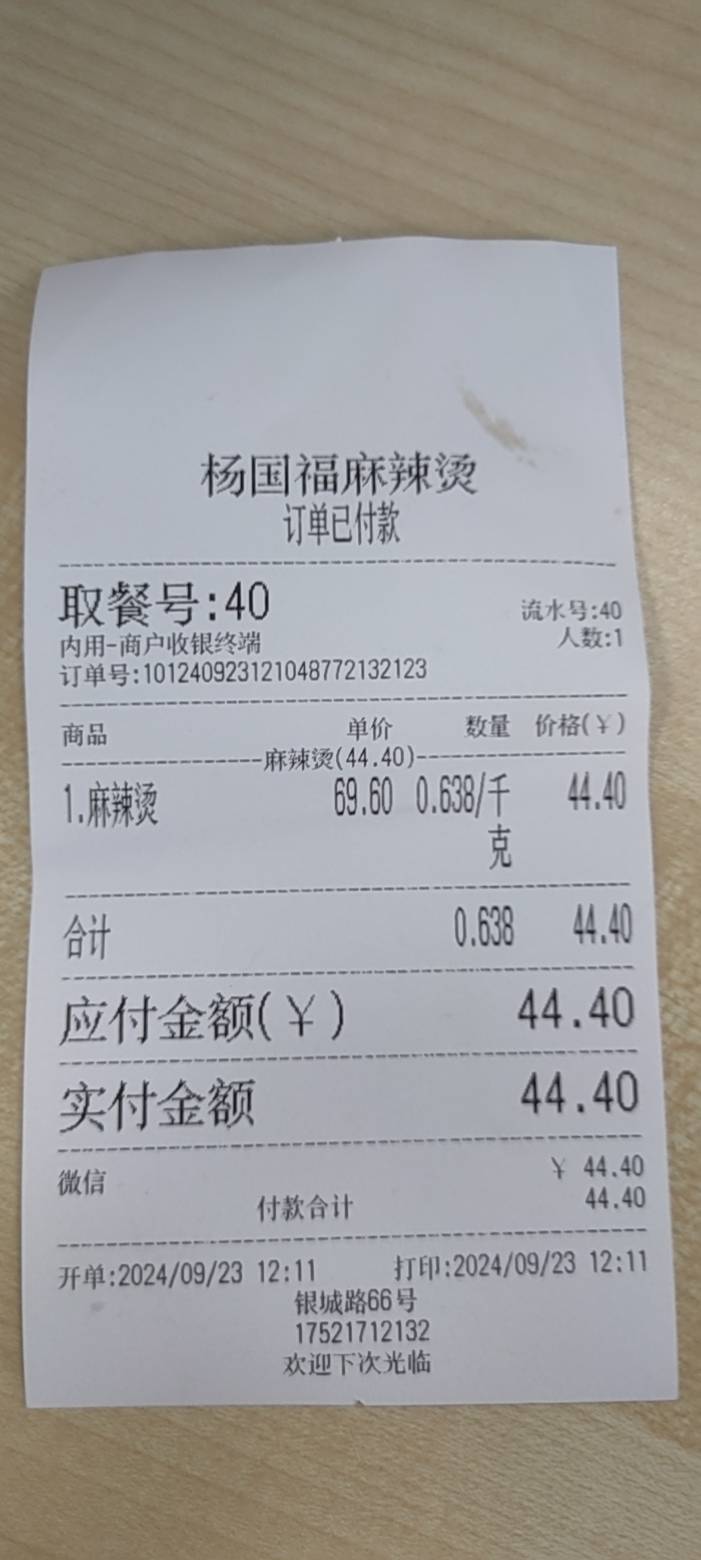 杨国福麻辣烫
订单已付款
取餐号:40
流水号:40
内用-商户收银终端 人数:1
订单号:101240923121048772132123
商品 单价 数量 价格(￥)
麻辣烫(44.40)
1.麻辣烫 69.60 0.638/千 44.40
克
合计 0.638 44.40
应付金额(￥) 44.40
实付金额 44.40
微信 ￥ 44.40
付款合计 44.40
开单:2024/09/23 12:11 打印:2024/09/23 12:11
银城路66号
17521712132
欢迎下次光临